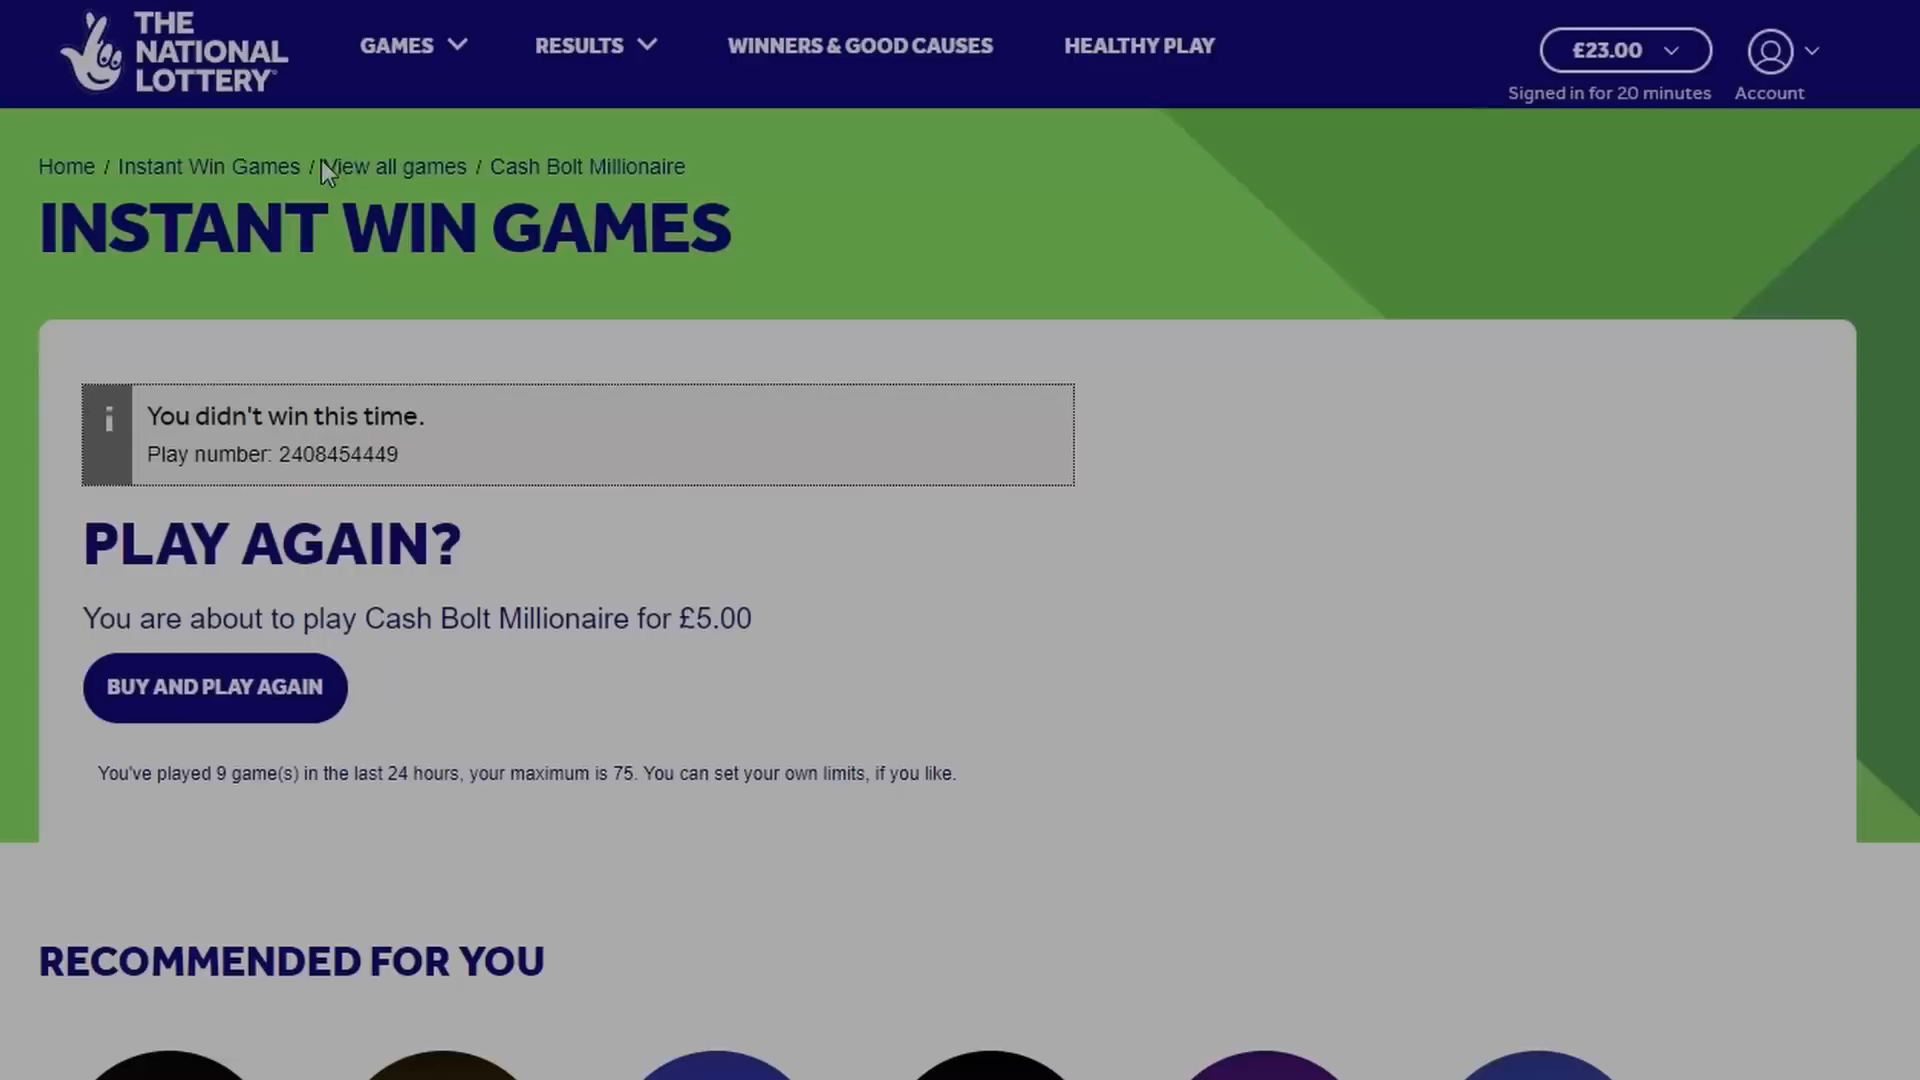 THE
NATIONAL
LOTTERY
GAMES
RESULTS
WINNERS & GOOD CAUSES
HEALTHY PLAY
£23.00
Signed in for 20 minutes
Account
Home / Instant Win Games / View all games / Cash Bolt Millionaire
INSTANT WIN GAMES
i
You didn't win this time.
Play number: 2408454449
PLAY AGAIN?
You are about to play Cash Bolt Millionaire for £5.00
BUY AND PLAY AGAIN
You've played 9 game(s) in the last 24 hours, your maximum is 75. You can set your own limits, if you like.
RECOMMENDED FOR YOU